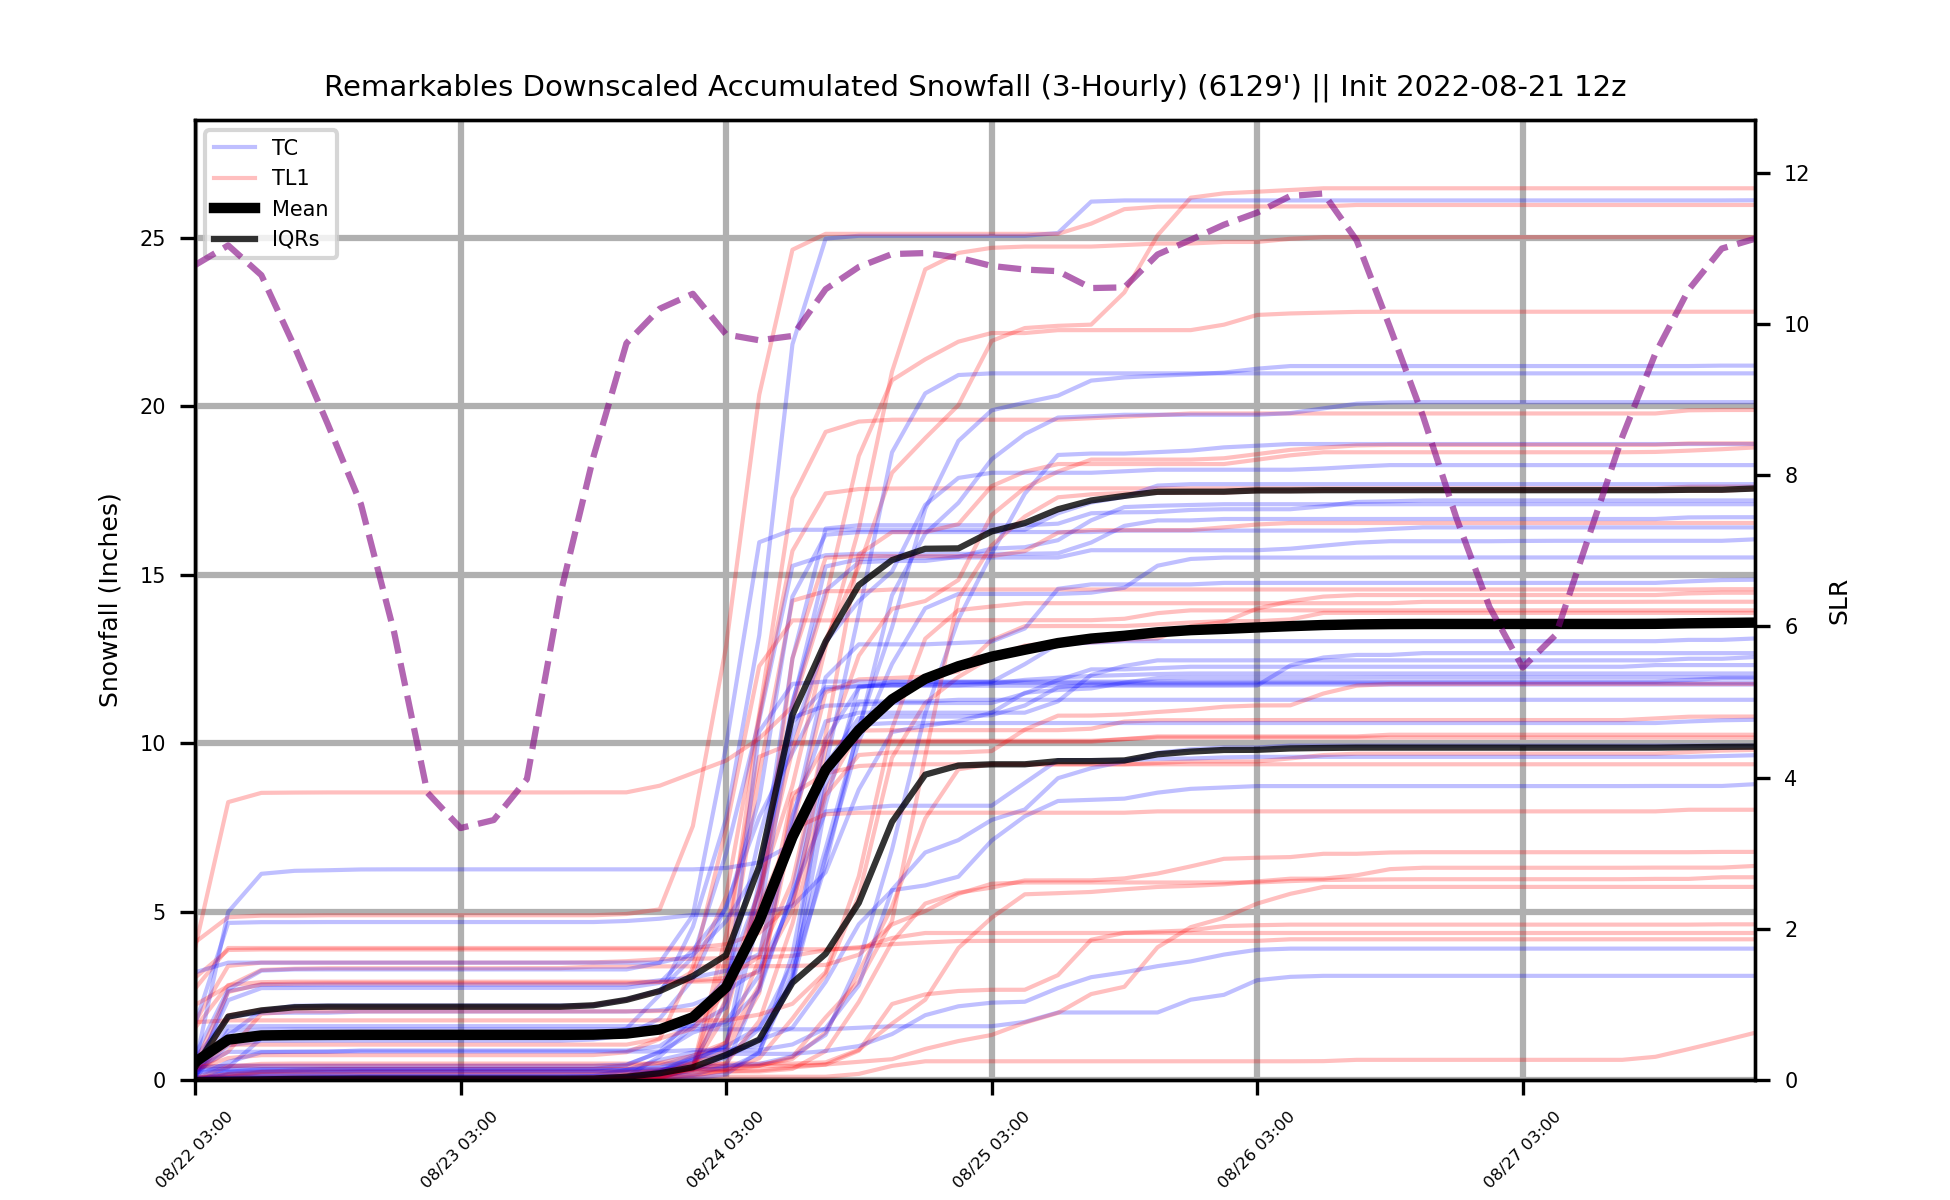 Remarkables Downscaled Accumulated Snowfall (3-Hourly) (6129') || Init 2022-08-21 12z
TC
TL1
Mean
IQRs
25
20
15
10
5
0
Snowfall (Inches)
12
10
8
6
4
2
0
SLR
08/22 03:00
08/23 03:00
08/24 03:00
08/25 03:00
08/26 03:00
08/27 03:00